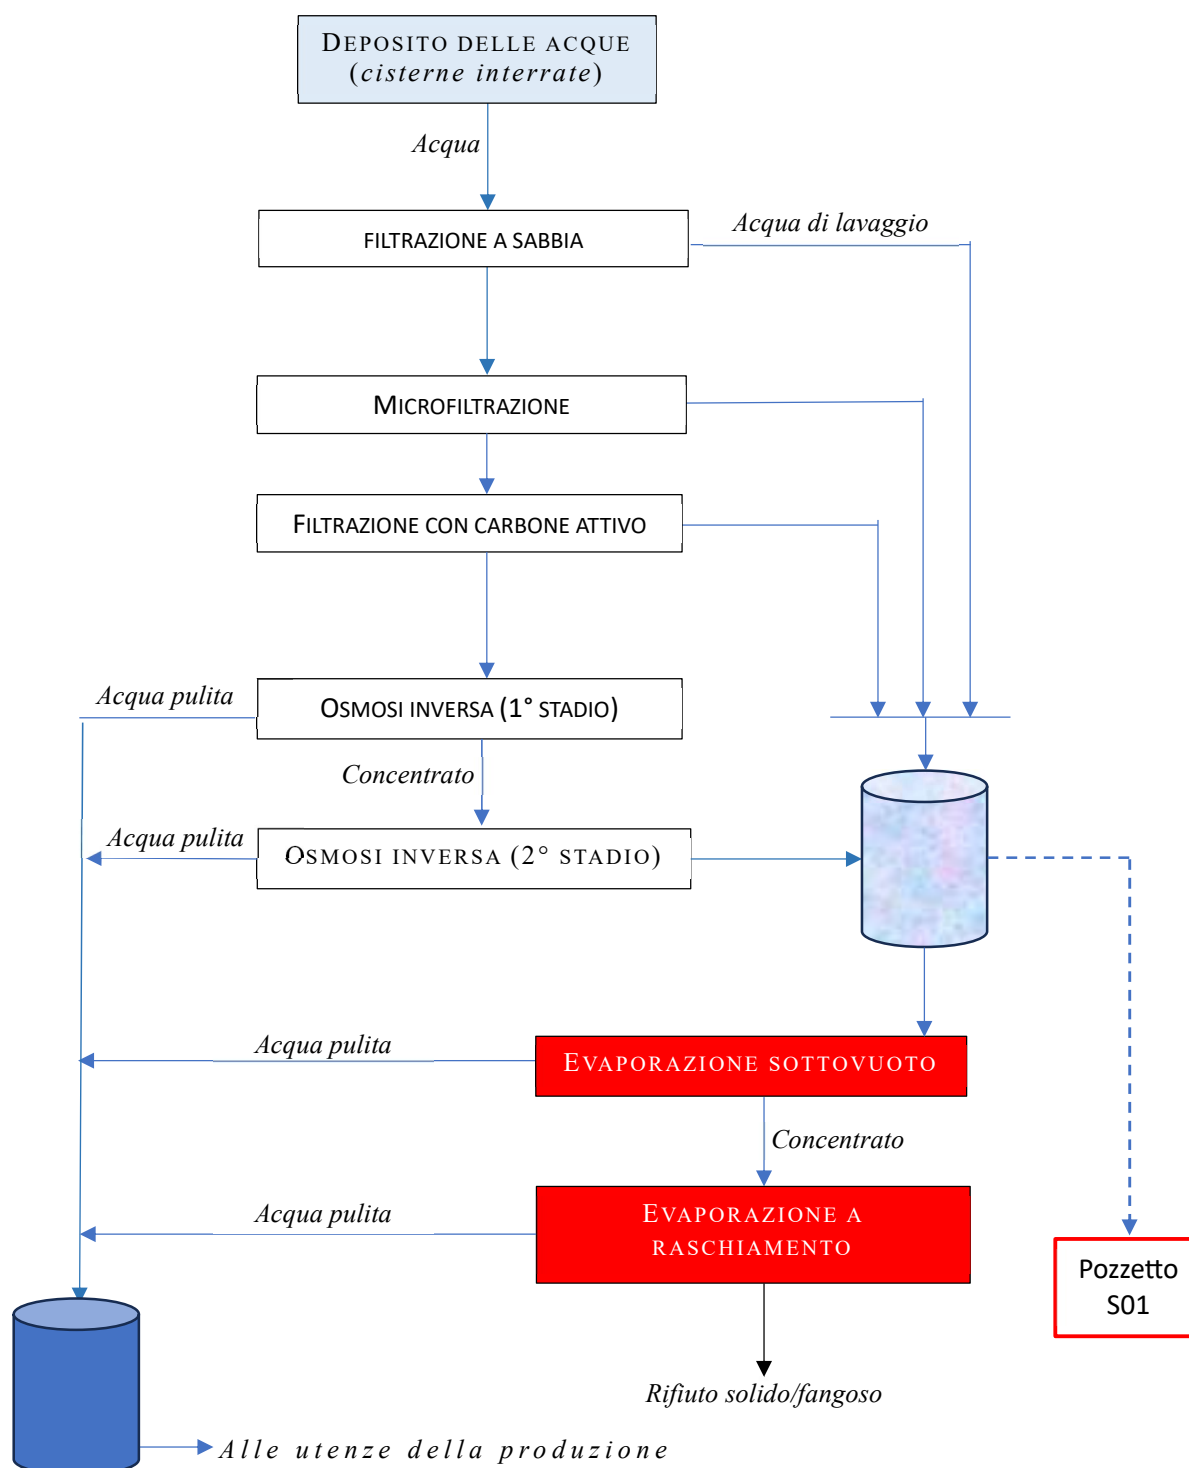 DEPOSITO DELLE ACQUE
(cisterne interrate)
Acqua
FILTRAZIONE A SABBIA
Acqua di lavaggio
MICROFILTRAZIONE
FILTRAZIONE CON CARBONE ATTIVO
Acqua pulita
OSMOSI INVERSA (1° STADIO)
Concentrato
Acqua pulita
OSMOSI INVERSA (2° STADIO)
Acqua pulita
EVAPORAZIONE SOTTOVUOTO
Concentrato
Acqua pulita
EVAPORAZIONE A
RASCHIAMENTO
Pozzetto
S01
Rifiuto solido/fangoso
Alle utenze della produzione